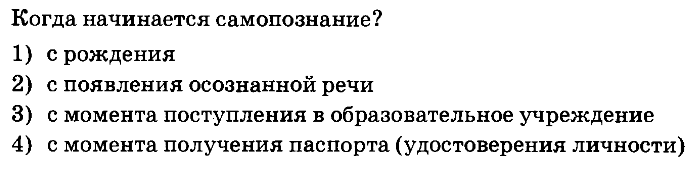 Когда начинается самопознание?
1) с рождения
2) с появления осознанной речи
3) с момента поступления в образовательное учреждение
4) с момента получения паспорта (удостоверения личности)